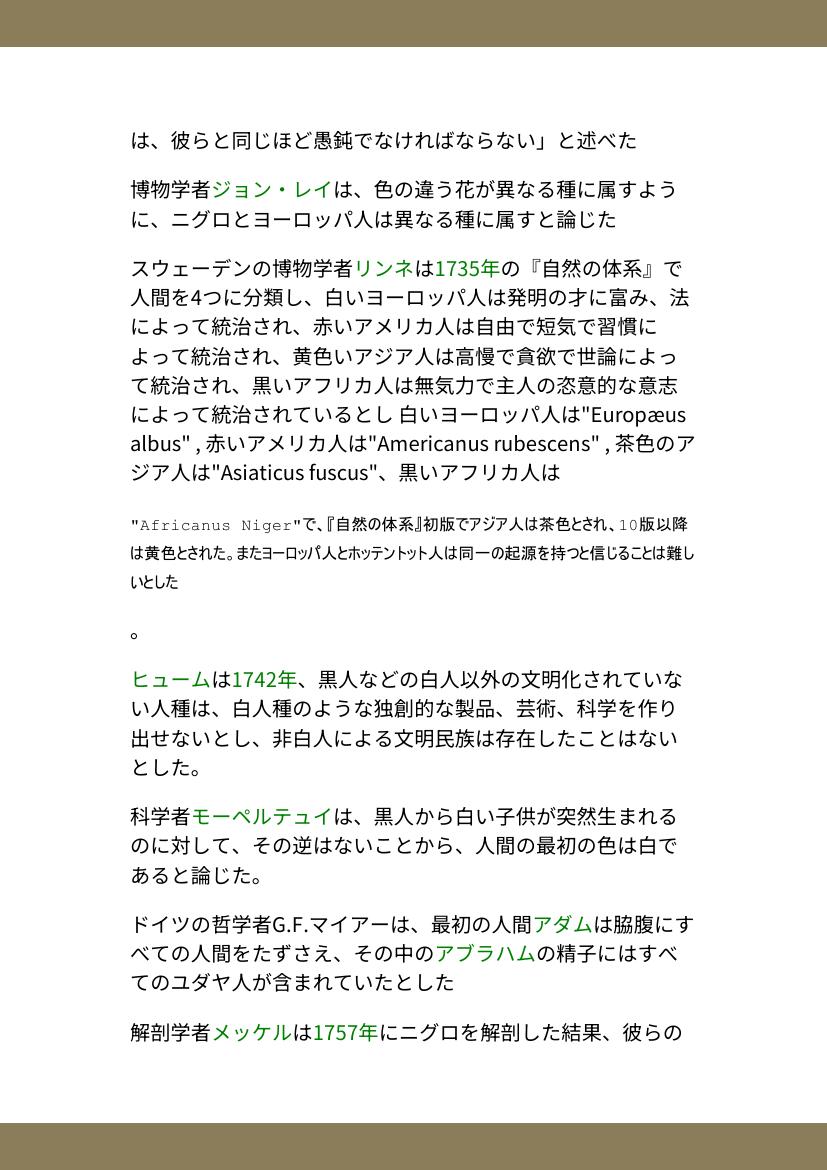 は、彼らと同じほど愚鈍でなければならない」と述べた
博物学者ジョン・レイは、色の違う花が異なる種に属すよう
に、ニグロとヨーロッパ人は異なる種に属すと論じた
スウェーデンの博物学者リンネは1735年の『自然の体系』で
人間を4つに分類し、白いヨーロッパ人は発明の才に富み、法
によって統治され、赤いアメリカ人は自由で短気で習慣に
よって統治され、黄色いアジア人は高慢で貪欲で世論によっ
て統治され、黒いアフリカ人は無気力で主人の恣意的な意志
によって統治されているとし 白いヨーロッパ人は"Europæus
albus" , 赤いアメリカ人は"Americanus rubescens" , 茶色のア
ジア人は"Asiaticus fuscus"、黒いアフリカ人は
"Africanus Niger"で、『自然の体系』初版でアジア人は茶色とされ、10版以降
は黄色とされた。またヨーロッパ人とホッテントット人は同一の起源を持つと信じることは難し
いとした
。
ヒュームは1742年、黒人などの白人以外の文明化されていな
い人種は、白人種のような独創的な製品、芸術、科学を作り
出せないとし、非白人による文明民族は存在したことはない
とした。
科学者モーペルテュイは、黒人から白い子供が突然生まれる
のに対して、その逆はないことから、人間の最初の色は白で
あると論じた。
ドイツの哲学者G.F.マイアーは、最初の人間アダムは脇腹にす
べての人間をたずさえ、その中のアブラハムの精子にはすべ
てのユダヤ人が含まれていたとした
解剖学者メッケルは1757年にニグロを解剖した結果、彼らの